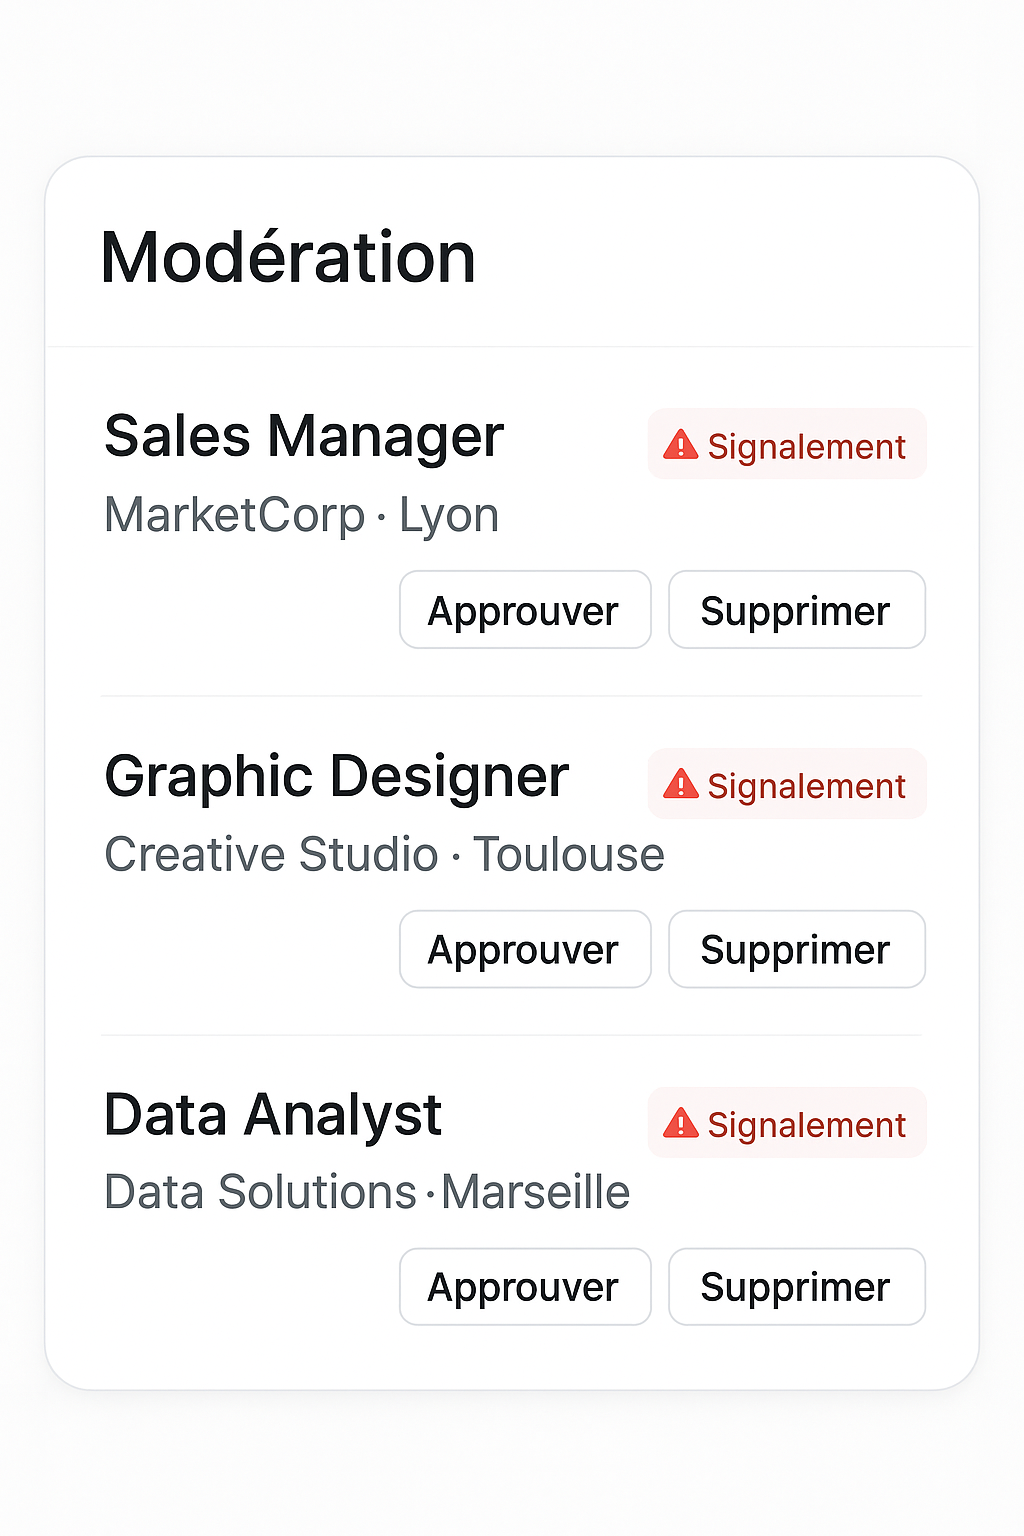 Modération
Sales Manager
Signalement
MarketCorp · Lyon
Approuver Supprimer
Graphic Designer
Signalement
Creative Studio · Toulouse
Approuver Supprimer
Data Analyst
Signalement
Data Solutions · Marseille
Approuver Supprimer